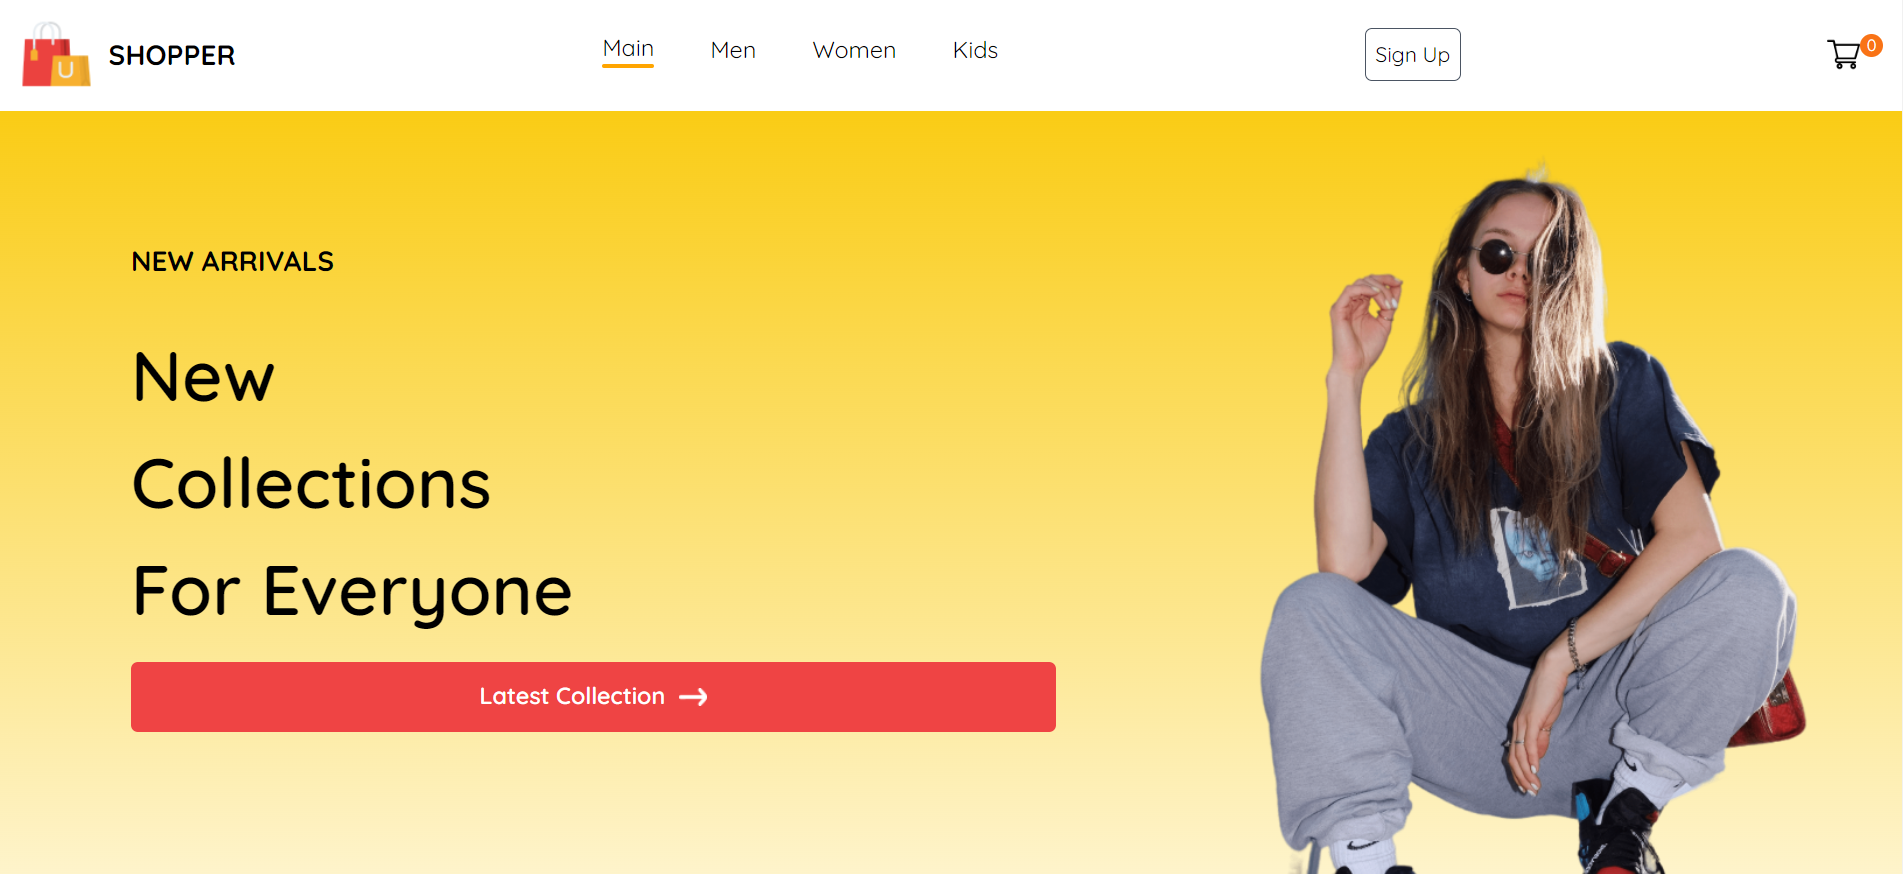 SHOPPER
Main
Men
Women
Kids
Sign Up
0
NEW ARRIVALS
New
Collections
For Everyone
Latest Collection →